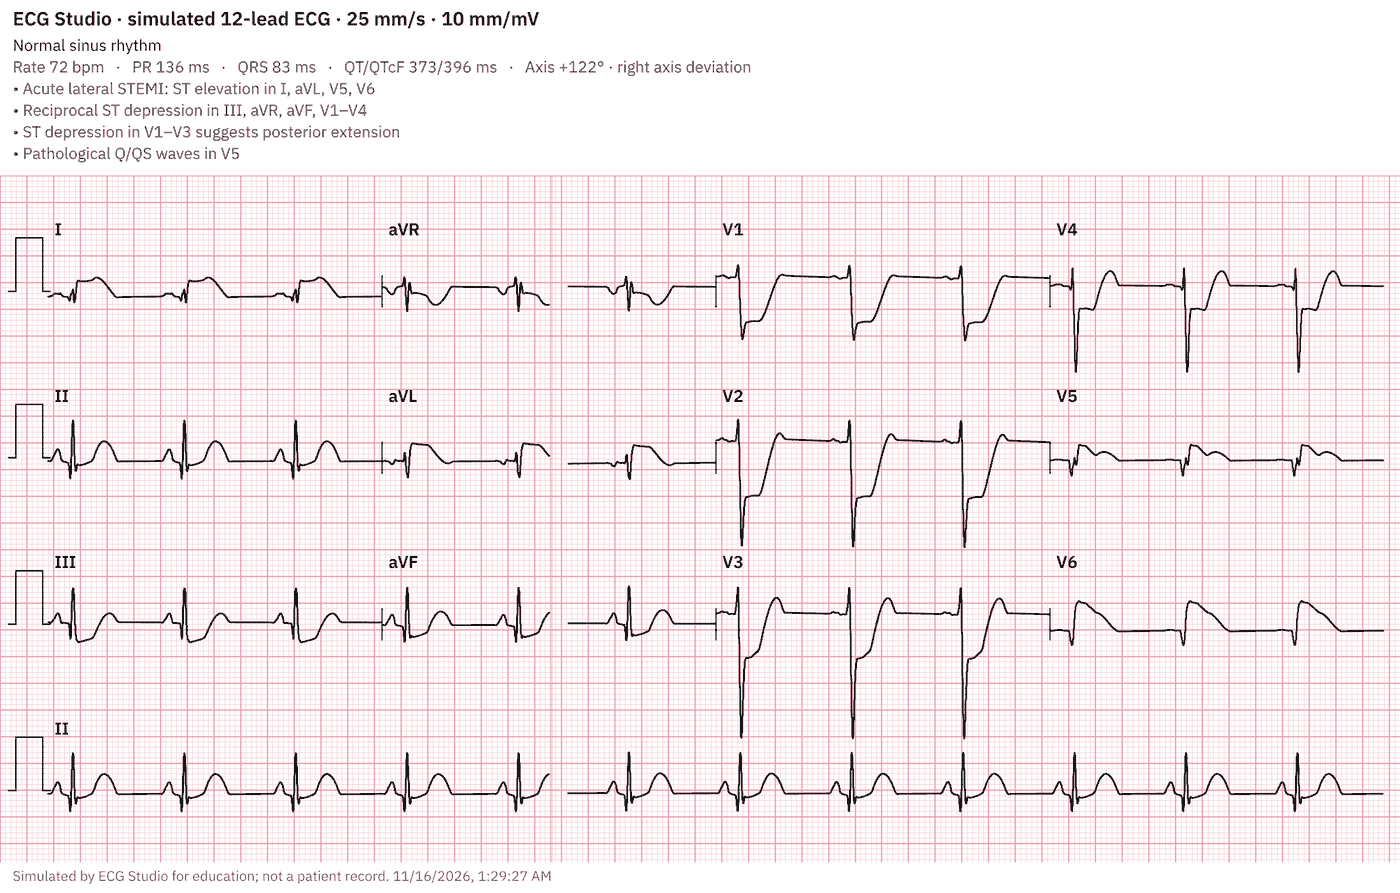 ECG Studio · simulated 12-lead ECG · 25 mm/s · 10 mm/mV
Normal sinus rhythm
Rate 72 bpm · PR 136 ms · QRS 83 ms · QT/QTcF 373/396 ms · Axis +122° · right axis deviation
• Acute lateral STEMI: ST elevation in I, aVL, V5, V6
• Reciprocal ST depression in III, aVR, aVF, V1–V4
• ST depression in V1–V3 suggests posterior extension
• Pathological Q/QS waves in V5
I aVR V1 V4
II aVL V2 V5
III aVF V3 V6
II
Simulated by ECG Studio for education; not a patient record. 11/16/2026, 1:29:27 AM